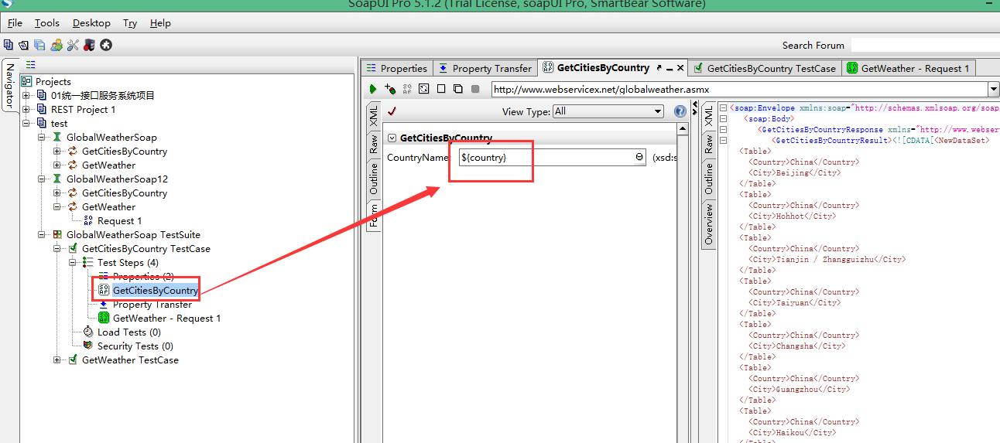 SoapUI Pro 5.1.2 (Trial License, soapUI Pro, SmartBear Software)
File Tools Desktop Try Help
Search Forum
Navigator
Projects
01统一接口服务系统项目
REST Project 1
test
GlobalWeatherSoap
GetCitiesByCountry
GetWeather
GlobalWeatherSoap12
GetCitiesByCountry
GetWeather
Request 1
GlobalWeatherSoap TestSuite
GetCitiesByCountry TestCase
Test Steps (4)
Properties (2)
GetCitiesByCountry
Property Transfer
GetWeather - Request 1
Load Tests (0)
Security Tests (0)
GetWeather TestCase
Properties Property Transfer GetCitiesByCountry GetCitiesByCountry TestCase GetWeather - Request 1
http://www.webservicex.net/globalweather.asmx
XML
Raw
Outline
Form
View Type: All
GetCitiesByCountry
CountryName: ${country} (xsd:s
XML
Raw
Outline
Overview
<soap:Envelope xmlns:soap="http://schemas.xmlsoap.org/soap
<soap:Body>
<GetCitiesByCountryResponse xmlns="http://www.webser
<GetCitiesByCountryResult><![CDATA[<NewDataSet>
<Table>
<Country>China</Country>
<City>Beijing</City>
</Table>
<Table>
<Country>China</Country>
<City>Hohhot</City>
</Table>
<Table>
<Country>China</Country>
<City>Tianjin / Zhangguizhu</City>
</Table>
<Table>
<Country>China</Country>
<City>Taiyuan</City>
</Table>
<Table>
<Country>China</Country>
<City>Changsha</City>
</Table>
<Table>
<Country>China</Country>
<City>Guangzhou</City>
</Table>
<Table>
<Country>China</Country>
<City>Haikou</City>
</Table>